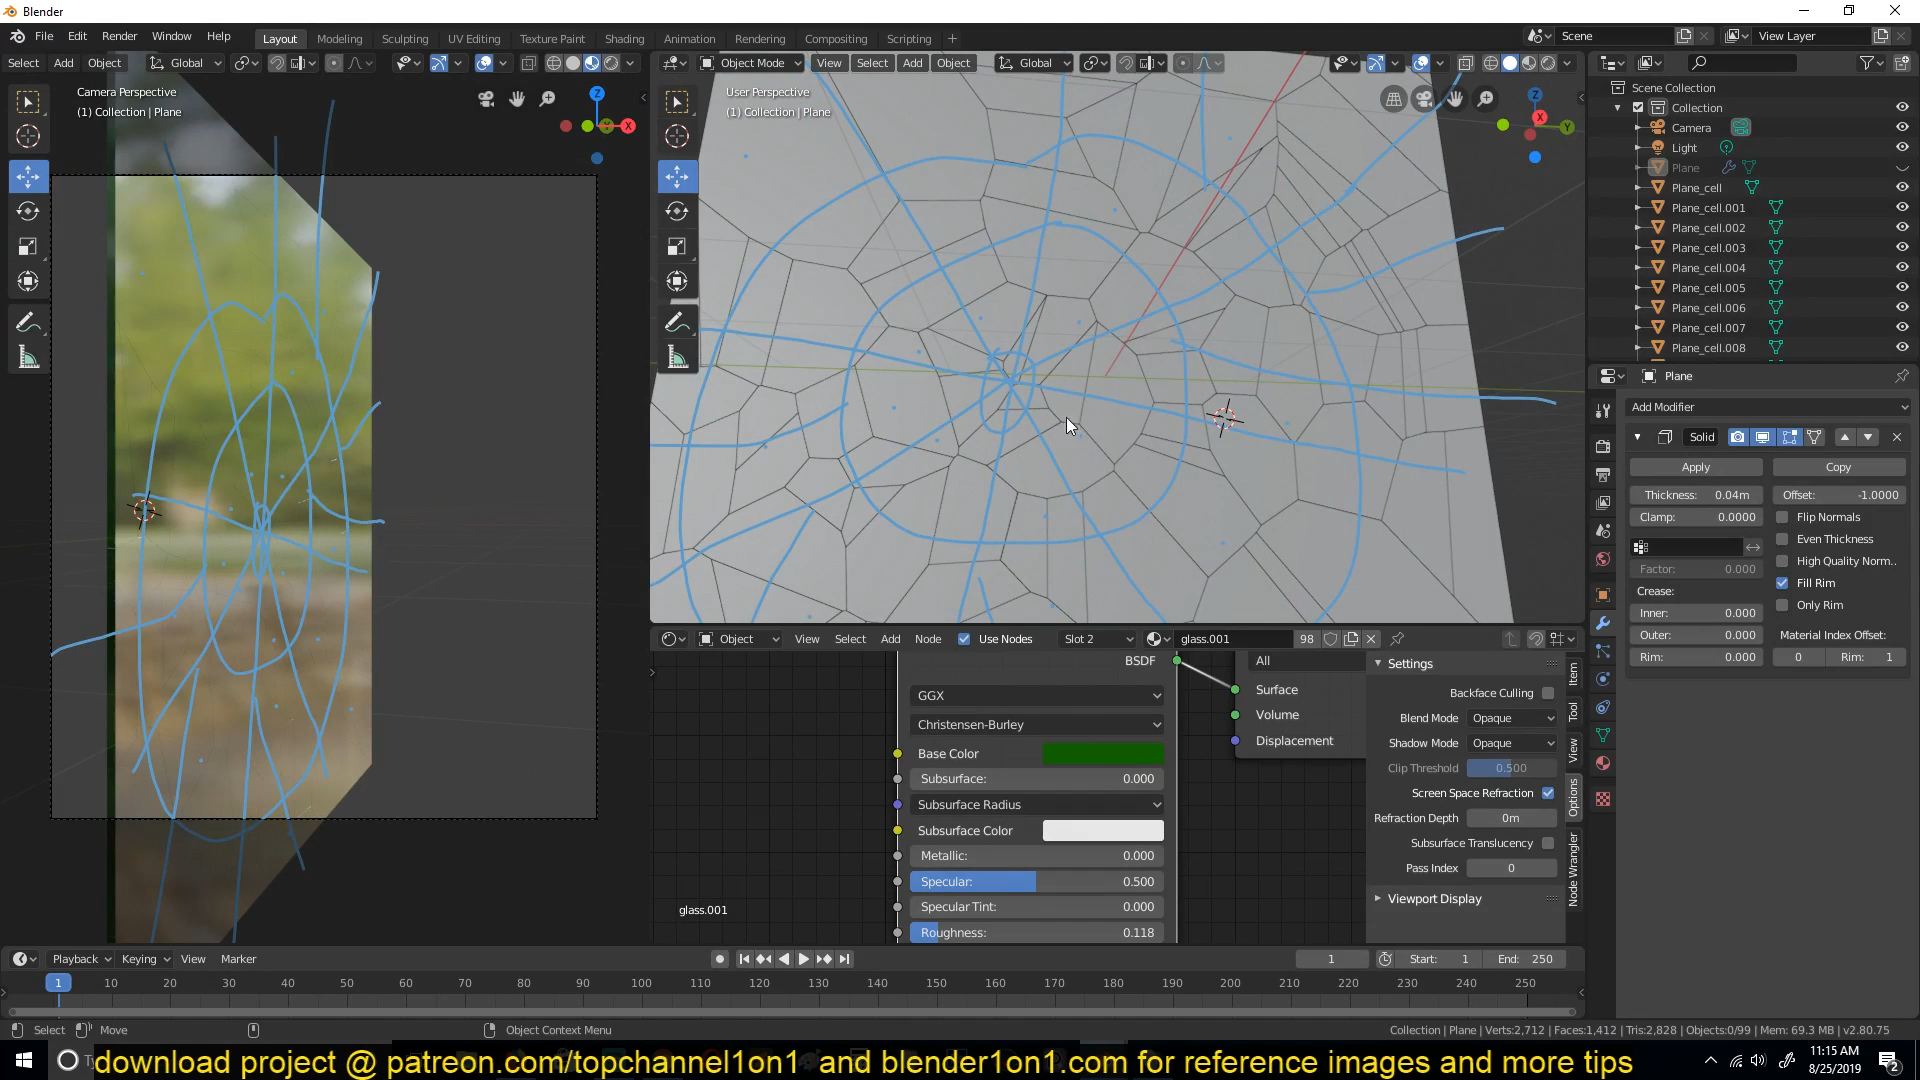 Blender
File Edit Render Window Help Layout Modeling Sculpting UV Editing Texture Paint Shading Animation Rendering Compositing Scripting + Scene View Layer
Select Add Object Global
Object Mode View Select Add Object Global
Camera Perspective
(1) Collection | Plane
User Perspective
(1) Collection | Plane
Scene Collection
Collection
Camera
Light
Plane
Plane_cell
Plane_cell.001
Plane_cell.002
Plane_cell.003
Plane_cell.004
Plane_cell.005
Plane_cell.006
Plane_cell.007
Plane_cell.008
Plane
Add Modifier
Solid
Apply Copy
Thickness: 0.04m Offset: -1.0000
Clamp: 0.0000 Flip Normals
Even Thickness
High Quality Norm..
Factor: 0.000 Fill Rim
Crease: Only Rim
Inner: 0.000
Outer: 0.000 Material Index Offset:
Rim: 0.000 0 Rim: 1
Object View Select Add Node Use Nodes Slot 2 glass.001 98
BSDF
GGX
Christensen-Burley
Base Color
Subsurface: 0.000
Subsurface Radius
Subsurface Color
Metallic: 0.000
Specular: 0.500
Specular Tint: 0.000
Roughness: 0.118
glass.001
All
Surface
Volume
Displacement
Settings
Backface Culling
Blend Mode Opaque
Shadow Mode Opaque
Clip Threshold 0.500
Screen Space Refraction
Refraction Depth 0m
Subsurface Translucency
Pass Index 0
Viewport Display
Item
Tool
View
Options
Node Wrangler
Playback Keying View Marker 1 Start: 1 End: 250
1 10 20 30 40 50 60 70 80 90 100 110 120 130 140 150 160 170 180 190 200 210 220 230 240 250
Select Move Object Context Menu Collection | Plane | Verts:2,712 | Faces:1,412 | Tris:2,828 | Objects:0/99 | Mem: 69.3 MB | v2.80.75
download project @ patreon.com/topchannel1on1 and blender1on1.com for reference images and more tips
11:15 AM
8/25/2019
2